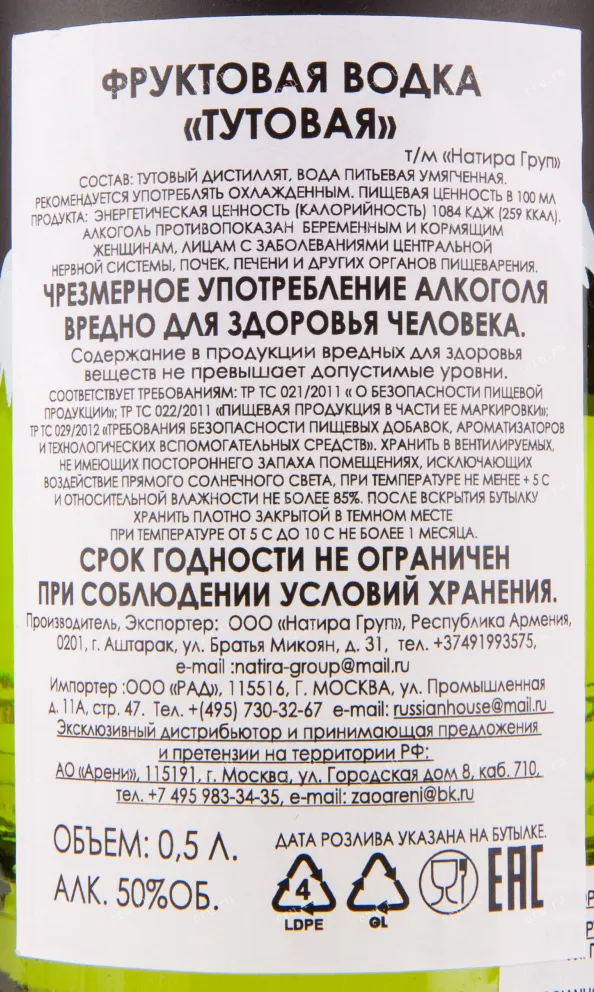 ФРУКТОВАЯ ВОДКА
«ТУТОВАЯ»
т/м «Натира Груп»
СОСТАВ: ТУТОВЫЙ ДИСТИЛЛЯТ, ВОДА ПИТЬЕВАЯ УМЯГЧЕННАЯ.
РЕКОМЕНДУЕТСЯ УПОТРЕБЛЯТЬ ОХЛАЖДЕННЫМ. ПИЩЕВАЯ ЦЕННОСТЬ В 100 МЛ
ПРОДУКТА: ЭНЕРГЕТИЧЕСКАЯ ЦЕННОСТЬ (КАЛОРИЙНОСТЬ) 1084 КДЖ (259 ККАЛ).
АЛКОГОЛЬ ПРОТИВОПОКАЗАН БЕРЕМЕННЫМ И КОРМЯЩИМ
ЖЕНЩИНАМ, ЛИЦАМ С ЗАБОЛЕВАНИЯМИ ЦЕНТРАЛЬНОЙ
НЕРВНОЙ СИСТЕМЫ, ПОЧЕК, ПЕЧЕНИ И ДРУГИХ ОРГАНОВ ПИЩЕВАРЕНИЯ.
ЧРЕЗМЕРНОЕ УПОТРЕБЛЕНИЕ АЛКОГОЛЯ
ВРЕДНО ДЛЯ ЗДОРОВЬЯ ЧЕЛОВЕКА.
Содержание в продукции вредных для здоровья
веществ не превышает допустимые уровни.
СООТВЕТСТВУЕТ ТРЕБОВАНИЯМ: ТР ТС 021/2011 « О БЕЗОПАСНОСТИ ПИЩЕВОЙ
ПРОДУКЦИИ»; ТР ТС 022/2011 «ПИЩЕВАЯ ПРОДУКЦИЯ В ЧАСТИ ЕЕ МАРКИРОВКИ»;
ТР ТС 029/2012 «ТРЕБОВАНИЯ БЕЗОПАСНОСТИ ПИЩЕВЫХ ДОБАВОК, АРОМАТИЗАТОРОВ
И ТЕХНОЛОГИЧЕСКИХ ВСПОМОГАТЕЛЬНЫХ СРЕДСТВ». ХРАНИТЬ В ВЕНТИЛИРУЕМЫХ,
НЕ ИМЕЮЩИХ ПОСТОРОННЕГО ЗАПАХА ПОМЕЩЕНИЯХ, ИСКЛЮЧАЮЩИХ
ВОЗДЕЙСТВИЕ ПРЯМОГО СОЛНЕЧНОГО СВЕТА, ПРИ ТЕМПЕРАТУРЕ НЕ МЕНЕЕ + 5 С
И ОТНОСИТЕЛЬНОЙ ВЛАЖНОСТИ НЕ БОЛЕЕ 85%. ПОСЛЕ ВСКРЫТИЯ БУТЫЛКУ
ХРАНИТЬ ПЛОТНО ЗАКРЫТОЙ В ТЕМНОМ МЕСТЕ
ПРИ ТЕМПЕРАТУРЕ ОТ 5 С ДО 10 С НЕ БОЛЕЕ 1 МЕСЯЦА.
СРОК ГОДНОСТИ НЕ ОГРАНИЧЕН
ПРИ СОБЛЮДЕНИИ УСЛОВИЙ ХРАНЕНИЯ.
Производитель, Экспортер: ООО «Натира Груп», Республика Армения,
0201, г. Аштарак, ул. Братья Микоян, д. 31, тел. +37491993575,
e-mail :natira-group@mail.ru
Импортер :ООО «РАД», 115516, Г. МОСКВА, ул. Промышленная
д. 11А, стр. 47. Тел. +(495) 730-32-67 e-mail: russianhouse@mail.ru
Эксклюзивный дистрибьютор и принимающая предложения
и претензии на территории РФ:
АО «Арени», 115191, г. Москва, ул. Городская дом 8, каб. 710,
тел. +7 495 983-34-35, e-mail: zaoareni@bk.ru
ОБЪЕМ: 0,5 Л.
ДАТА РОЗЛИВА УКАЗАНА НА БУТЫЛКЕ.
АЛК. 50%ОБ.
4
LDPE
GL
EAC